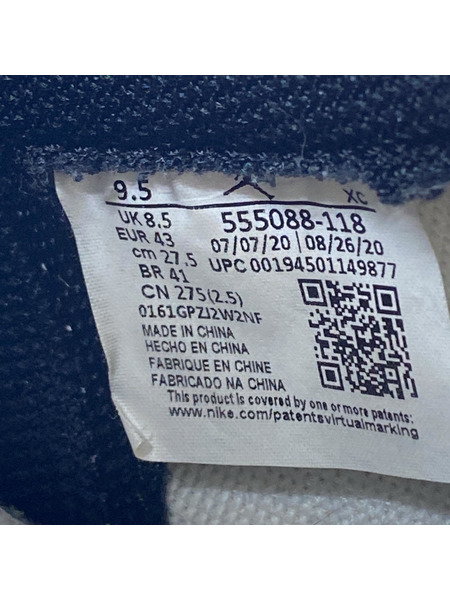 9.5 XC
UK 8.5 555088-118
EUR 43 07/07/20 | 08/26/20
cm 27.5 UPC 00194501149877
BR 41
CN 275(2.5)
0161GPZJ2W2NF
MADE IN CHINA
HECHO EN CHINA
FABRIQUE EN CHINE
FABRICADO NA CHINA
This product is covered by one or more patents:
www.nike.com/patentsvirtualmarking